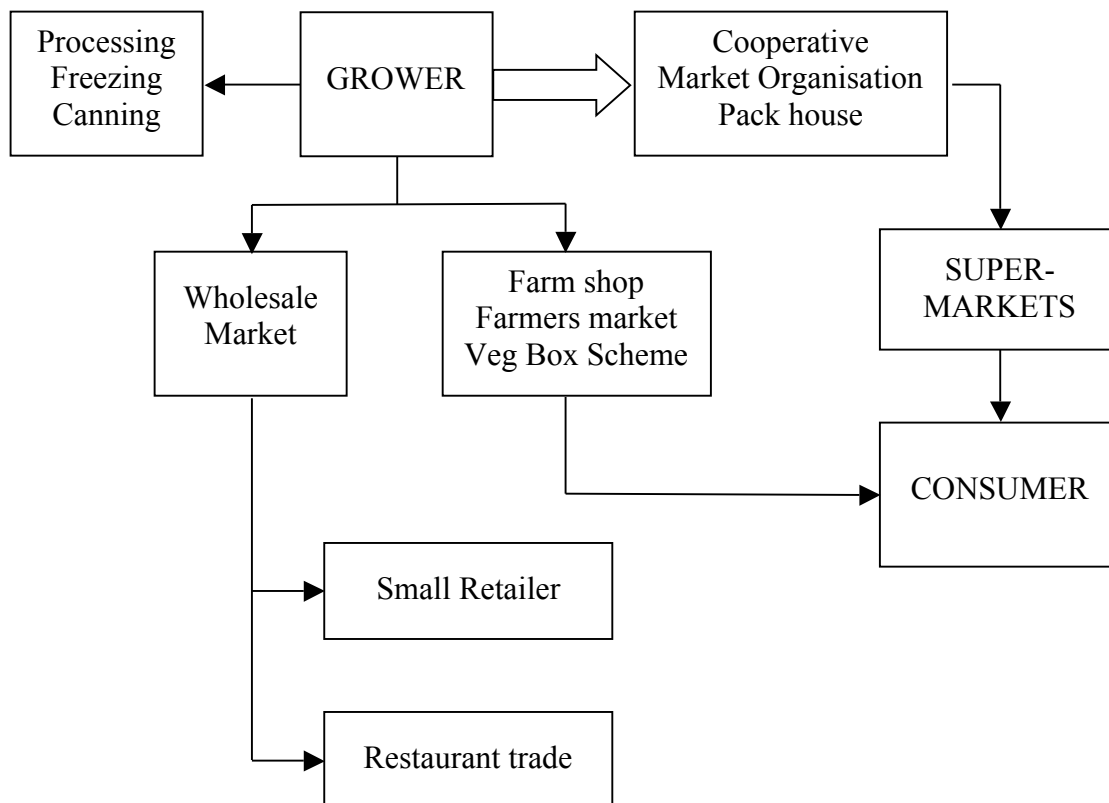 Processing
Freezing
Canning
GROWER
Cooperative
Market Organisation
Pack house
Wholesale
Market
Farm shop
Farmers market
Veg Box Scheme
SUPER-
MARKETS
CONSUMER
Small Retailer
Restaurant trade